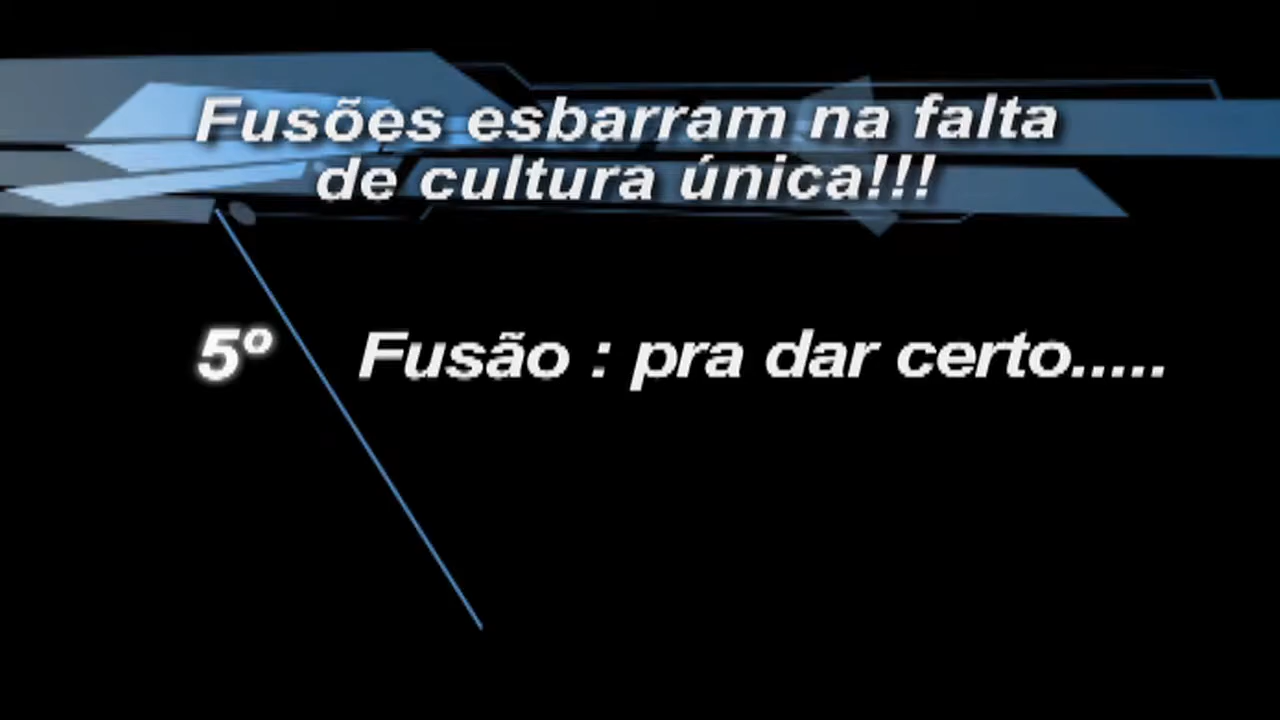 Fusões esbarram na falta
de cultura única!!!
5º Fusão : pra dar certo.....